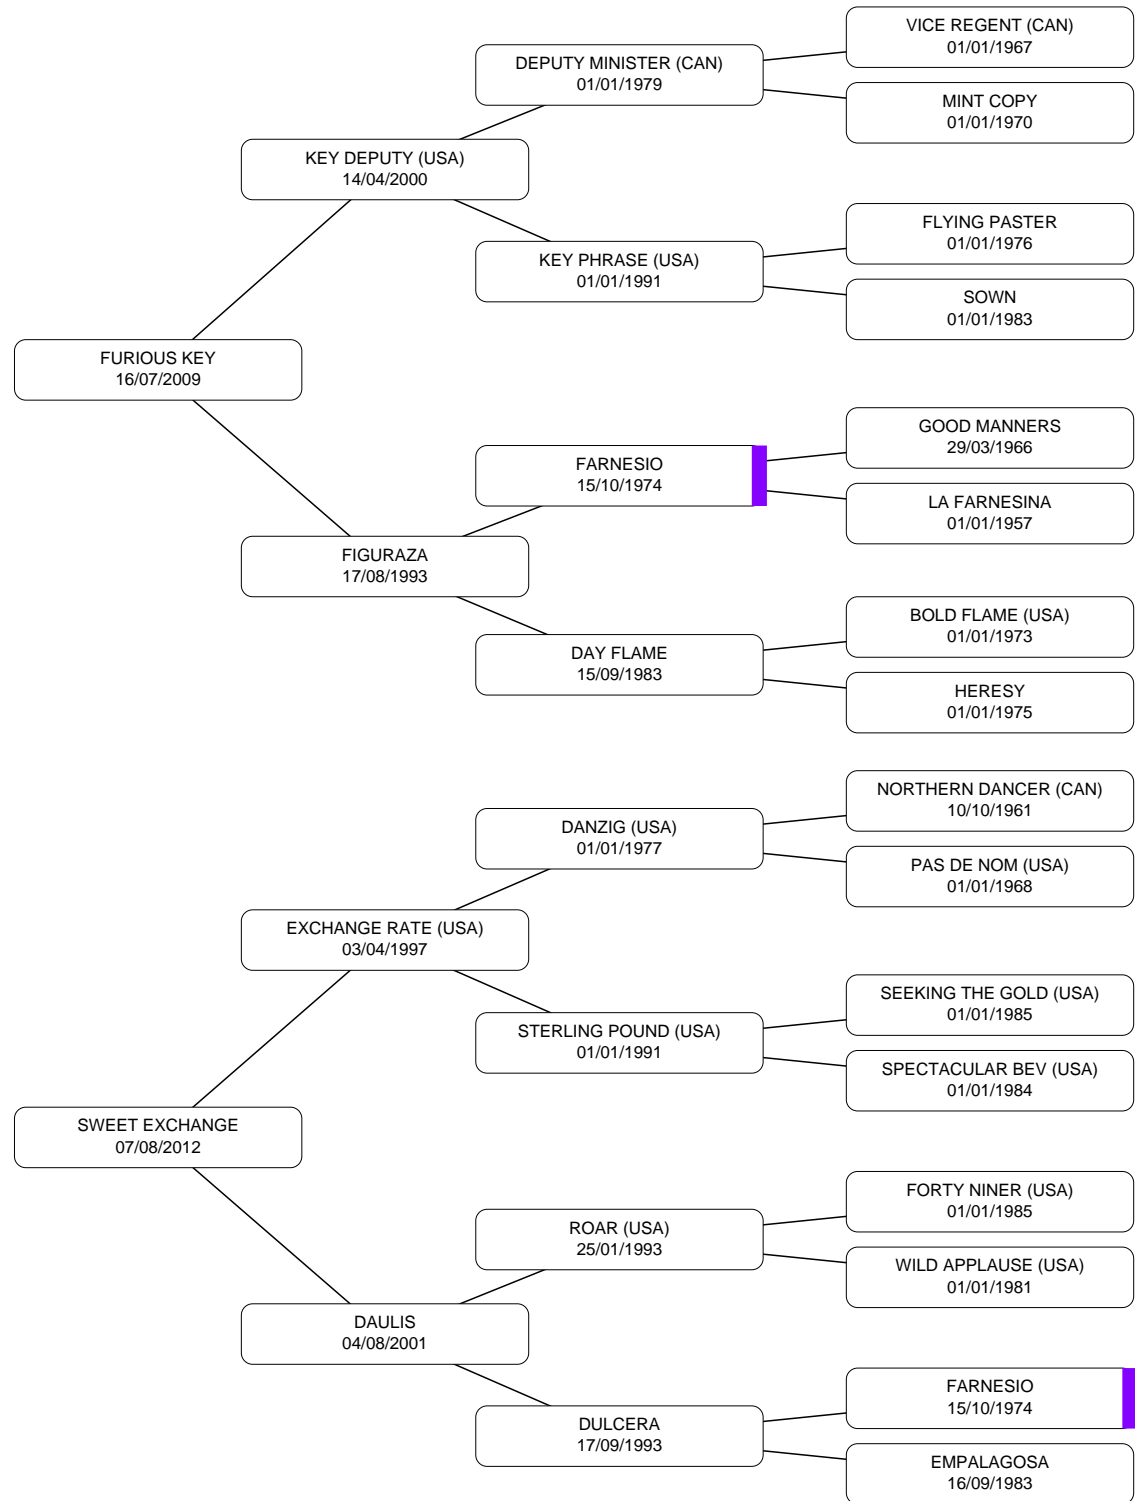 VICE REGENT (CAN)
01/01/1967
DEPUTY MINISTER (CAN)
01/01/1979
MINT COPY
01/01/1970
KEY DEPUTY (USA)
14/04/2000
FLYING PASTER
01/01/1976
KEY PHRASE (USA)
01/01/1991
SOWN
01/01/1983
FURIOUS KEY
16/07/2009
GOOD MANNERS
29/03/1966
FARNESIO
15/10/1974
LA FARNESINA
01/01/1957
FIGURAZA
17/08/1993
BOLD FLAME (USA)
01/01/1973
DAY FLAME
15/09/1983
HERESY
01/01/1975
NORTHERN DANCER (CAN)
10/10/1961
DANZIG (USA)
01/01/1977
PAS DE NOM (USA)
01/01/1968
EXCHANGE RATE (USA)
03/04/1997
SEEKING THE GOLD (USA)
01/01/1985
STERLING POUND (USA)
01/01/1991
SPECTACULAR BEV (USA)
01/01/1984
SWEET EXCHANGE
07/08/2012
FORTY NINER (USA)
01/01/1985
ROAR (USA)
25/01/1993
WILD APPLAUSE (USA)
01/01/1981
DAULIS
04/08/2001
FARNESIO
15/10/1974
DULCERA
17/09/1993
EMPALAGOSA
16/09/1983